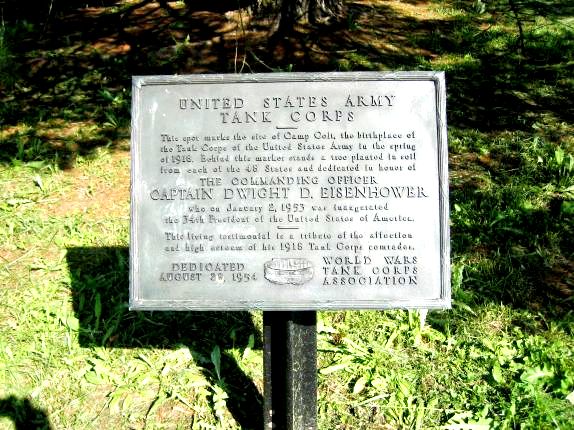 UNITED STATES ARMY
TANK CORPS
This spot marks the site of Camp Colt, the birthplace of
the Tank Corps of the United States Army in the spring
of 1918. Behind this marker stands a tree planted in soil
from each of the 48 States and dedicated in honor of
THE COMMANDING OFFICER
CAPTAIN DWIGHT D. EISENHOWER
who on January 2, 1953 was inaugurated
the 34th President of the United States of America.
This living testimonial is a tribute of the affection
and high esteem of his 1918 Tank Corps comrades.
DEDICATED
AUGUST 1954
WORLD WARS
TANK CORPS
ASSOCIATION